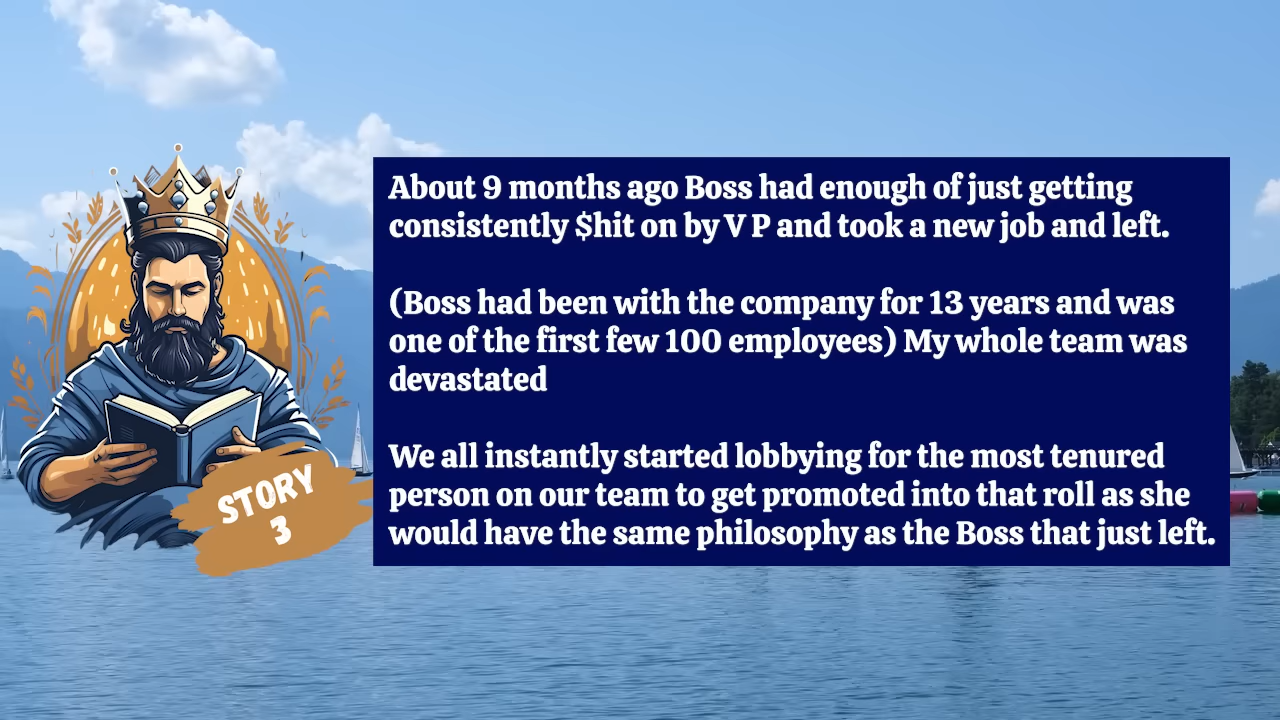 About 9 months ago Boss had enough of just getting
consistently $hit on by V P and took a new job and left.
(Boss had been with the company for 13 years and was
one of the first few 100 employees) My whole team was
devastated
We all instantly started lobbying for the most tenured
person on our team to get promoted into that roll as she
would have the same philosophy as the Boss that just left.
STORY
3